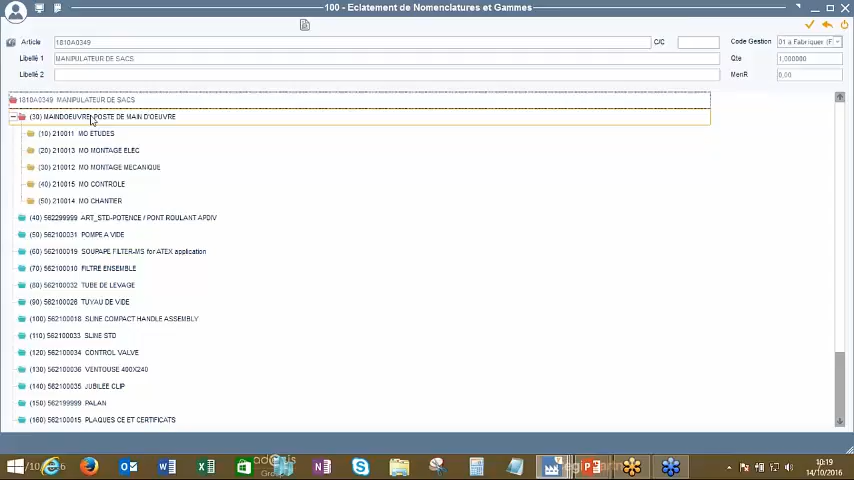 100 - Eclatement de Nomenclatures et Gammes
Article 1810A0349 C/C Code Gestion 01 a Fabriquer (F
Libellé 1 MANIPULATEUR DE SACS Qte 1,000000
Libellé 2 MenR 0,00
1810A0349 MANIPULATEUR DE SACS
(30) MAINDOEUVRE POSTE DE MAIN D'OEUVRE
(10) 210011 MO ETUDES
(20) 210013 MO MONTAGE ELEC
(30) 210012 MO MONTAGE MECANIQUE
(40) 210015 MO CONTROLE
(50) 210014 MO CHANTIER
(40) 562299999 ART_STD-POTENCE / PONT ROULANT APDIV
(50) 562100031 POMPE A VIDE
(60) 562100019 SOUPAPE FILTER-MS for ATEX application
(70) 562100010 FILTRE ENSEMBLE
(80) 562100032 TUBE DE LEVAGE
(90) 562100026 TUYAU DE VIDE
(100) 562100018 SLINE COMPACT HANDLE ASSEMBLY
(110) 562100033 SLINE STD
(120) 562100034 CONTROL VALVE
(130) 562100036 VENTOUSE 400X240
(140) 562100035 JUBILEE CLIP
(150) 562199999 PALAN
(160) 562100015 PLAQUES CE ET CERTIFICATS
10:19
14/10/2016